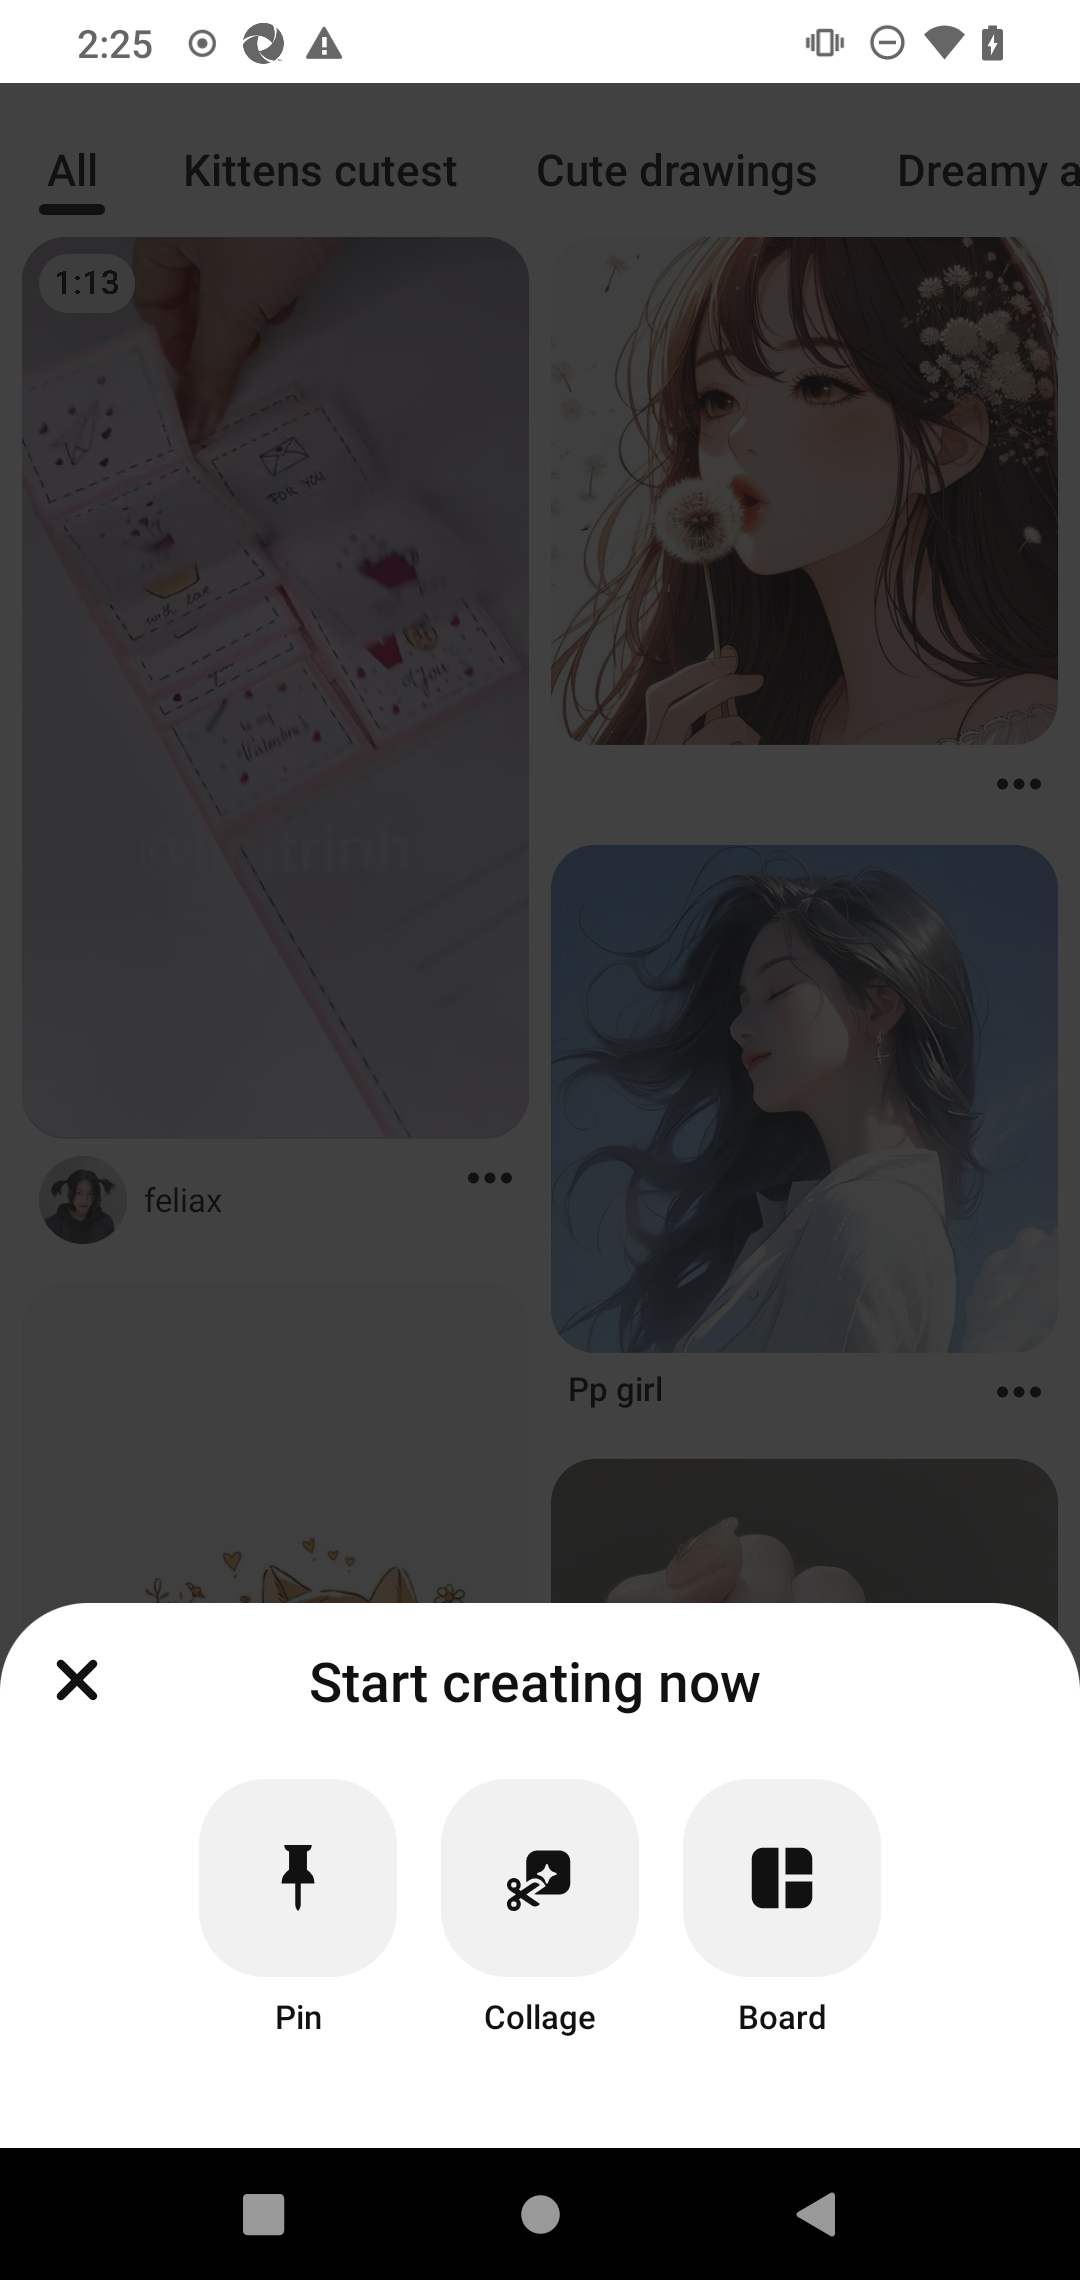 2:25
All Kittens cutest Cute drawings Dreamy a
1:13
FOR YOU
with love
to my
Valentine!
feliax
Pp girl
Start creating now
Pin Collage Board